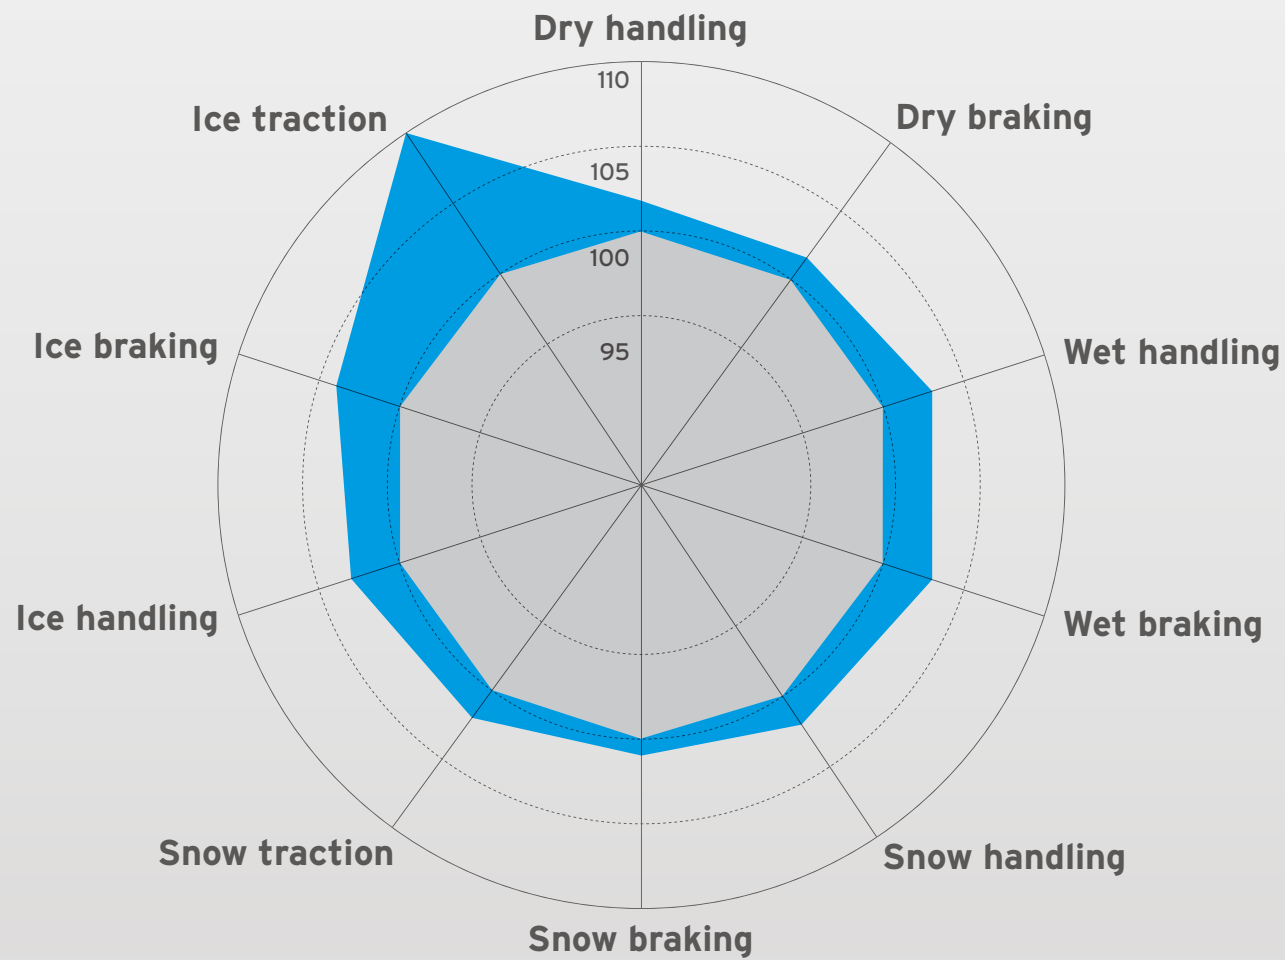 Dry handling
110
Ice traction
Dry braking
105
100
Ice braking
Wet handling
95
Ice handling
Wet braking
Snow traction
Snow handling
Snow braking